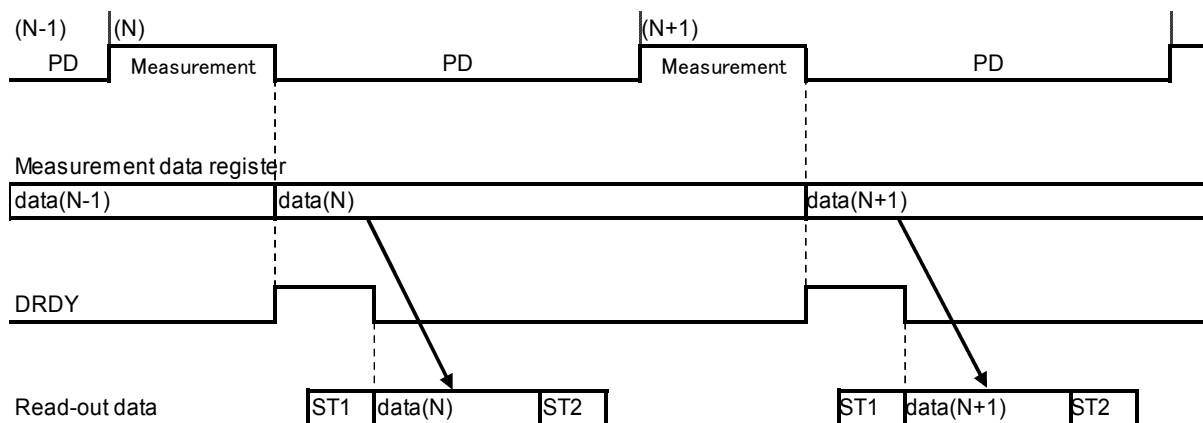 (N-1) (N) (N+1)
PD Measurement PD Measurement PD
Measurement data register
data(N-1) data(N) data(N+1)
DRDY
Read-out data ST1 data(N) ST2 ST1 data(N+1) ST2